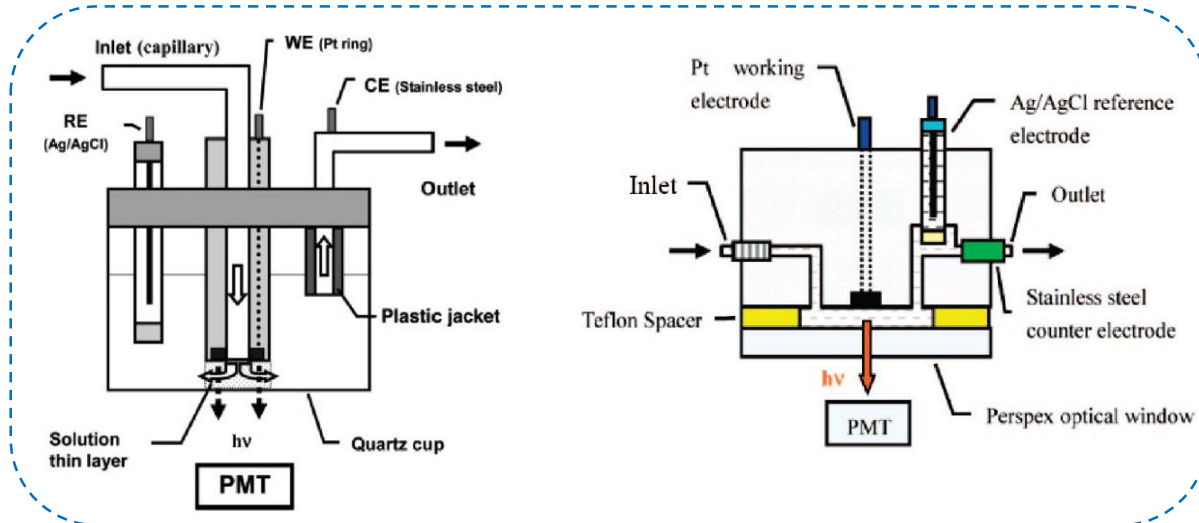 Inlet (capillary)
WE (Pt ring)
CE (Stainless steel)
RE
(Ag/AgCl)
Outlet
Plastic jacket
Solution
thin layer
hν
Quartz cup
PMT
Pt working
electrode
Ag/AgCl reference
electrode
Inlet
Outlet
Teflon Spacer
Stainless steel
counter electrode
hν
Perspex optical window
PMT